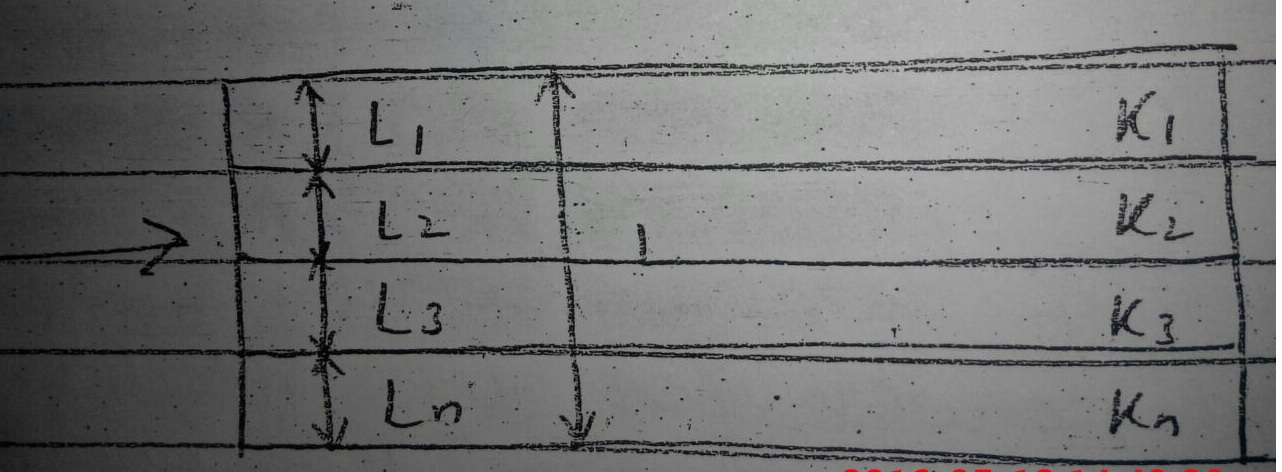 L1 K1
L2 K2
L3 K3
Ln Kn